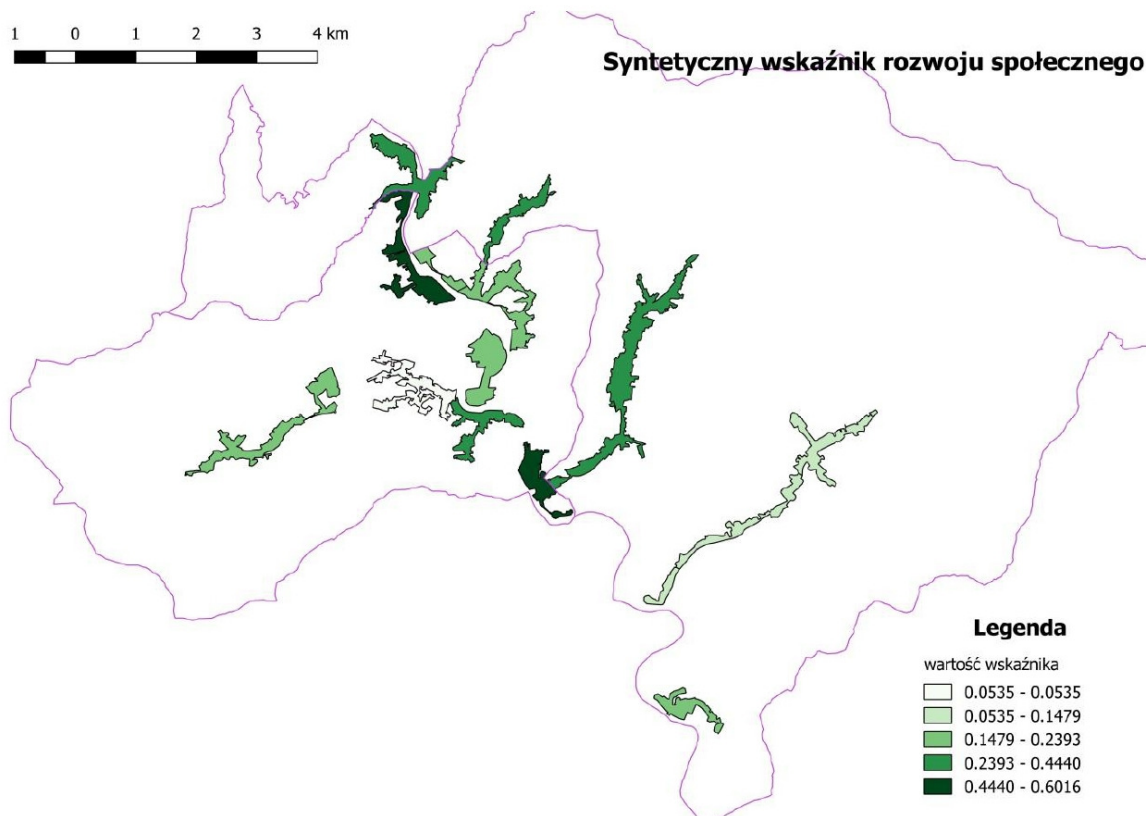 1 0 1 2 3 4 km
Syntetyczny wskaźnik rozwoju społecznego
Legenda
wartość wskaźnika
0.0535 - 0.0535
0.0535 - 0.1479
0.1479 - 0.2393
0.2393 - 0.4440
0.4440 - 0.6016